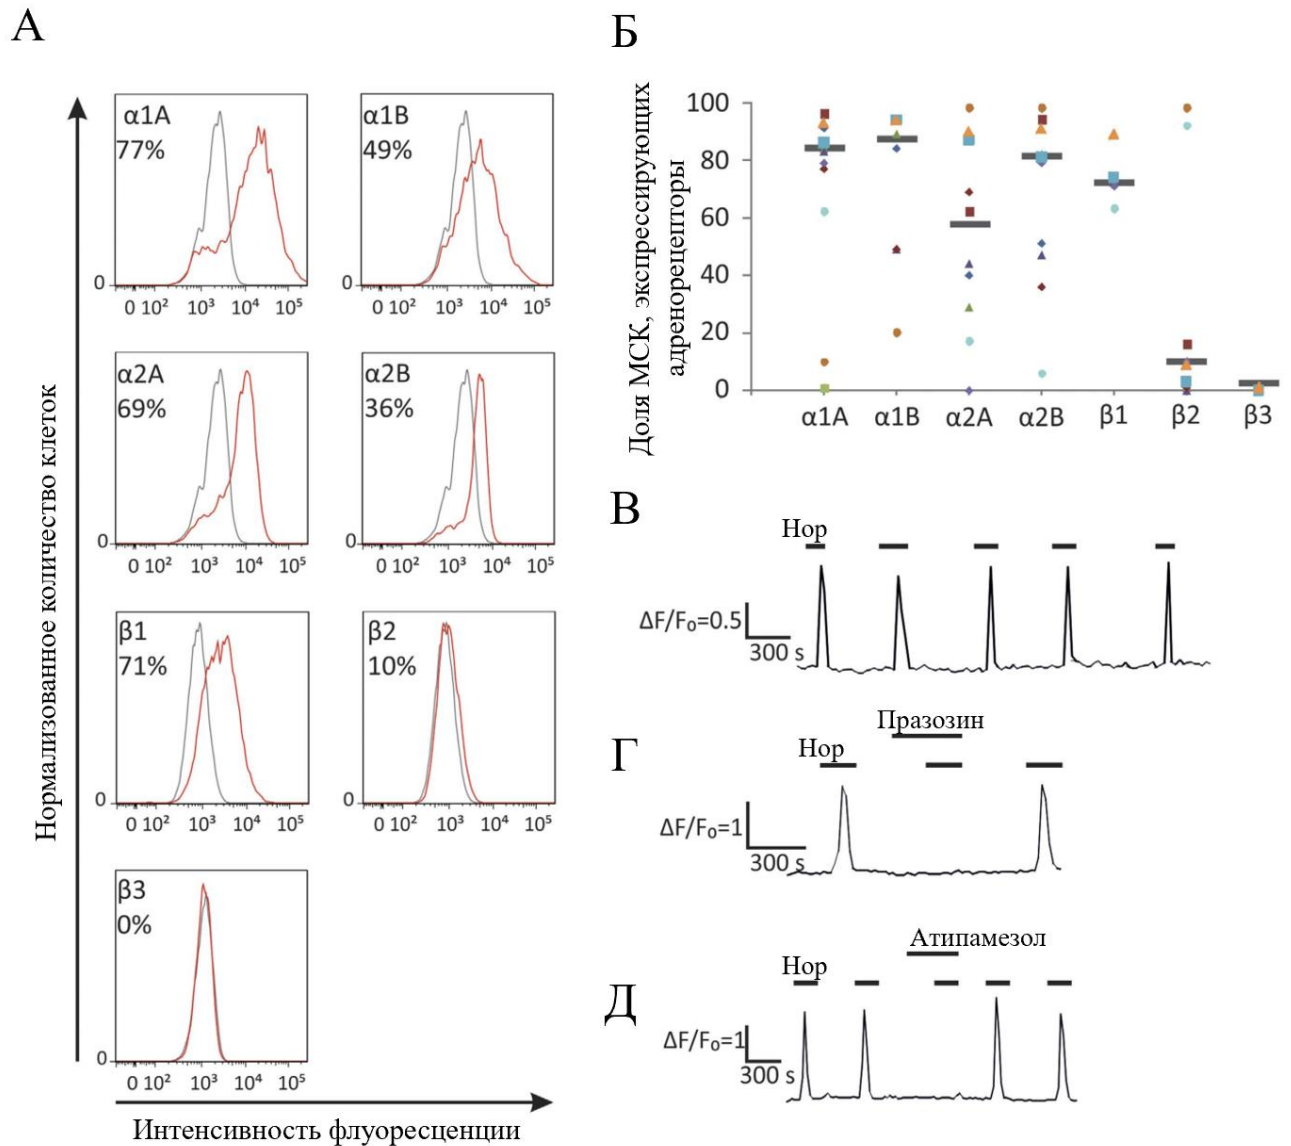 А
Нормализованное количество клеток
α1A
77%
0
0 10² 10³ 10⁴ 10⁵
α1B
49%
0
0 10² 10³ 10⁴ 10⁵
α2A
69%
0
0 10² 10³ 10⁴ 10⁵
α2B
36%
0
0 10² 10³ 10⁴ 10⁵
β1
71%
0
0 10² 10³ 10⁴ 10⁵
β2
10%
0
0 10² 10³ 10⁴ 10⁵
β3
0%
0
0 10² 10³ 10⁴ 10⁵
Интенсивность флуоресценции
Б
Доля МСК, экспрессирующих
адренорецепторы
100
80
60
40
20
0
α1A α1B α2A α2B β1 β2 β3
В
Нор
ΔF/F₀=0.5
300 s
Г
Празозин
Нор
ΔF/F₀=1
300 s
Д
Атипамезол
Нор
ΔF/F₀=1
300 s